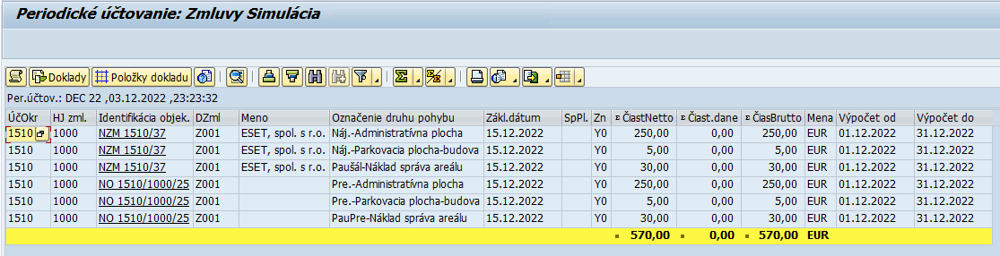 Periodické účtovanie: Zmluvy Simulácia
Doklady Položky dokladu
Per.účtov.: DEC 22 ,03.12.2022 ,23:23:32
ÚčOkr HJ zml. Identifikácia objek. DZml Meno Označenie druhu pohybu Zákl.dátum SpPl. Zn Σ ČiastNetto Σ Čiast.dane Σ ČiasBrutto Mena Výpočet od Výpočet do
1510 1000 NZM 1510/37 Z001 ESET, spol. s r.o. Náj.-Administratívna plocha 15.12.2022 Y0 250,00 0,00 250,00 EUR 01.12.2022 31.12.2022
1510 1000 NZM 1510/37 Z001 ESET, spol. s r.o. Náj.-Parkovacia plocha-budova 15.12.2022 Y0 5,00 0,00 5,00 EUR 01.12.2022 31.12.2022
1510 1000 NZM 1510/37 Z001 ESET, spol. s r.o. Paušál-Náklad správa areálu 15.12.2022 Y0 30,00 0,00 30,00 EUR 01.12.2022 31.12.2022
1510 1000 NO 1510/1000/25 Z001 Pre.-Administratívna plocha 15.12.2022 Y0 250,00 0,00 250,00 EUR 01.12.2022 31.12.2022
1510 1000 NO 1510/1000/25 Z001 Pre.-Parkovacia plocha-budova 15.12.2022 Y0 5,00 0,00 5,00 EUR 01.12.2022 31.12.2022
1510 1000 NO 1510/1000/25 Z001 PauPre-Náklad správa areálu 15.12.2022 Y0 30,00 0,00 30,00 EUR 01.12.2022 31.12.2022
570,00 0,00 570,00 EUR